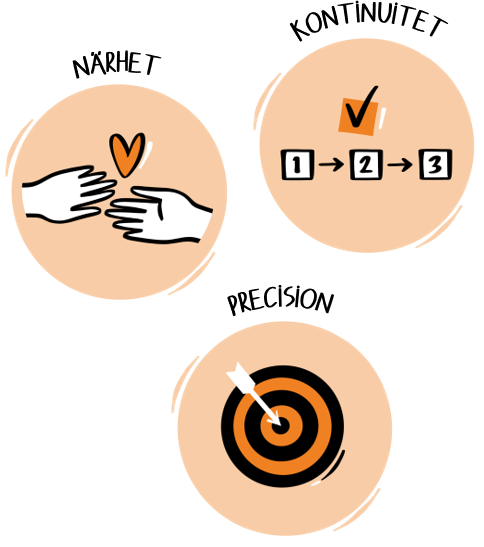 NÄRHET
KONTINUITET
1 → 2 → 3
PRECISION